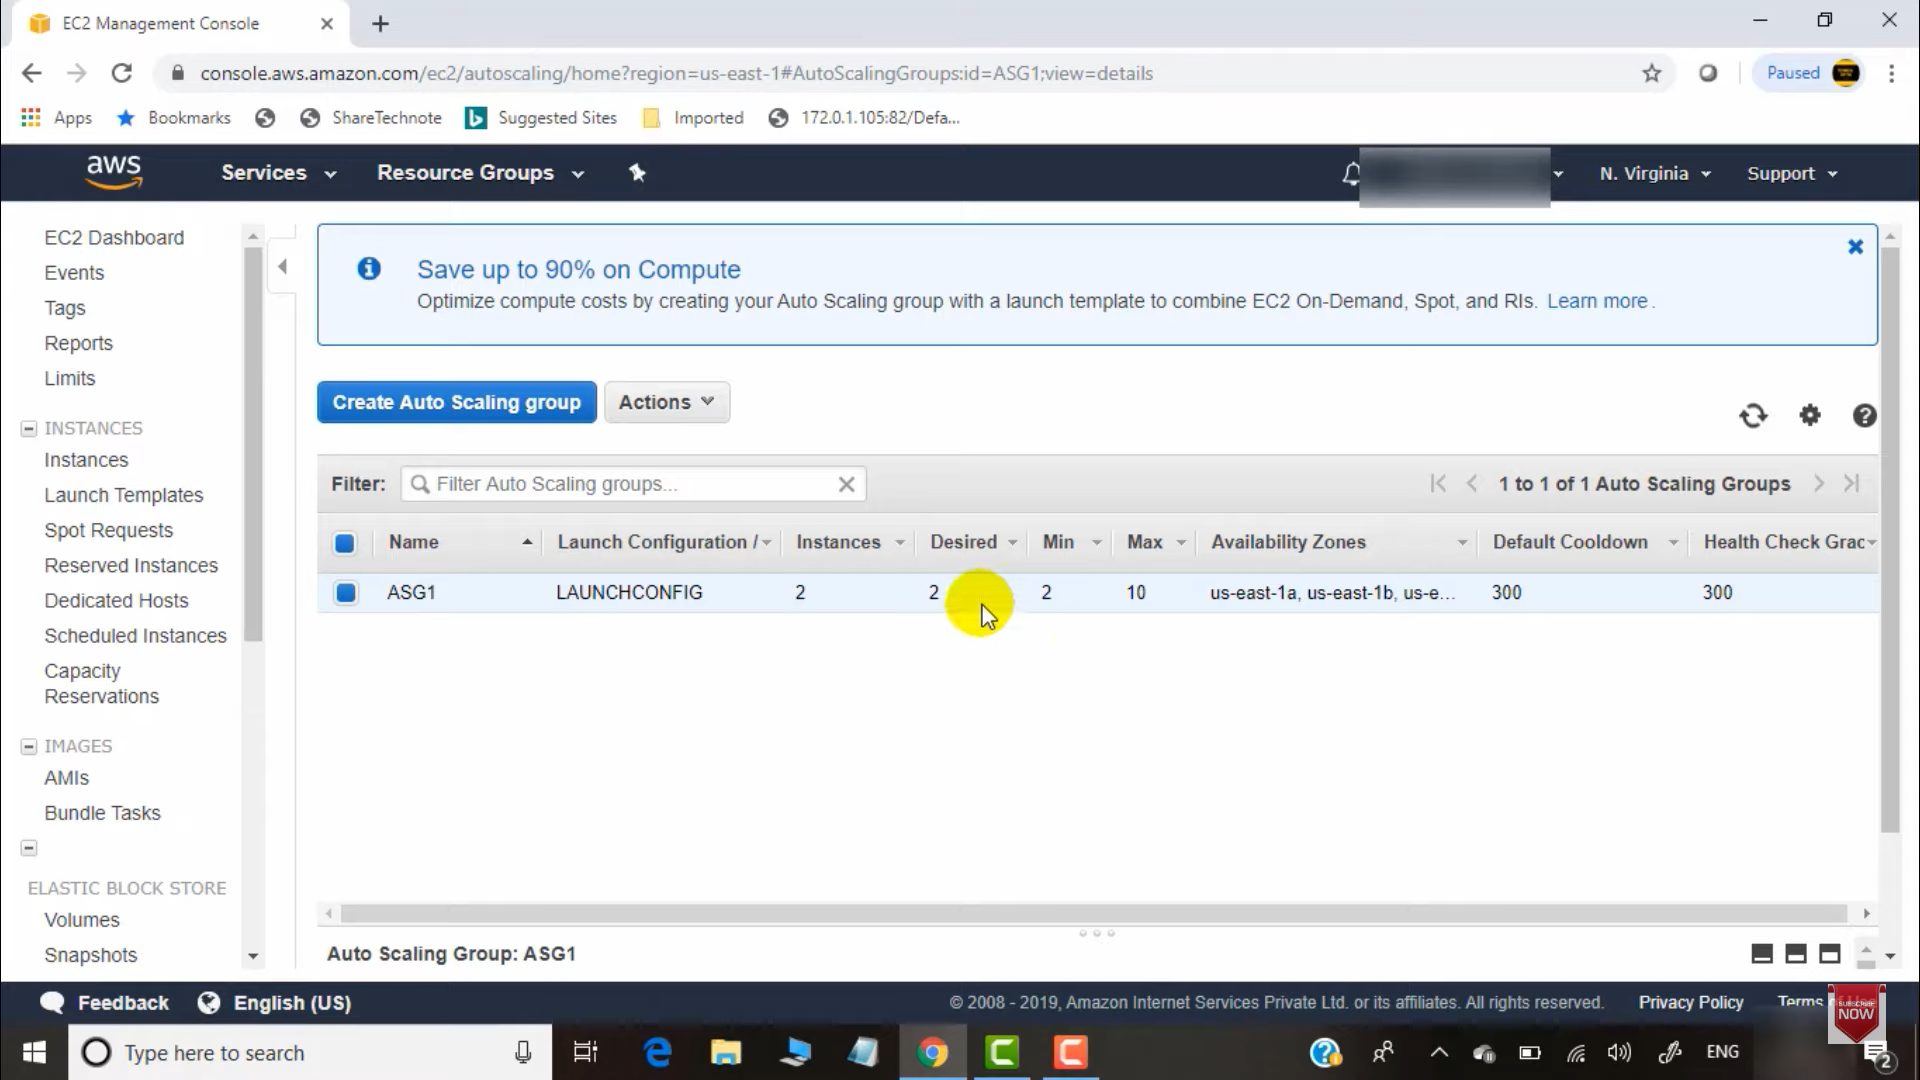 EC2 Management Console
console.aws.amazon.com/ec2/autoscaling/home?region=us-east-1#AutoScalingGroups:id=ASG1;view=details
Paused
Apps
Bookmarks
ShareTechnote
Suggested Sites
Imported
172.0.1.105:82/Defa...
aws
Services
Resource Groups
N. Virginia
Support
EC2 Dashboard
Events
Tags
Reports
Limits
INSTANCES
Instances
Launch Templates
Spot Requests
Reserved Instances
Dedicated Hosts
Scheduled Instances
Capacity
Reservations
IMAGES
AMIs
Bundle Tasks
ELASTIC BLOCK STORE
Volumes
Snapshots
Save up to 90% on Compute
Optimize compute costs by creating your Auto Scaling group with a launch template to combine EC2 On-Demand, Spot, and RIs. Learn more.
Create Auto Scaling group
Actions
Filter: Filter Auto Scaling groups...
1 to 1 of 1 Auto Scaling Groups
Name Launch Configuration / Instances Desired Min Max Availability Zones Default Cooldown Health Check Grac
ASG1 LAUNCHCONFIG 2 2 2 10 us-east-1a, us-east-1b, us-e... 300 300
Auto Scaling Group: ASG1
Feedback
English (US)
© 2008 - 2019, Amazon Internet Services Private Ltd. or its affiliates. All rights reserved.
Privacy Policy
Terms
SUBSCRIBE
NOW
Type here to search
ENG
2